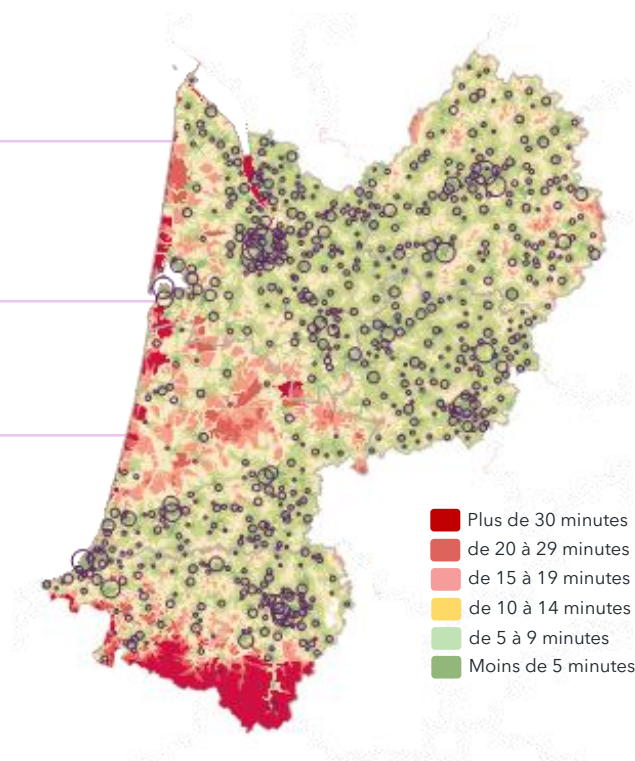 Plus de 30 minutes
de 20 à 29 minutes
de 15 à 19 minutes
de 10 à 14 minutes
de 5 à 9 minutes
Moins de 5 minutes